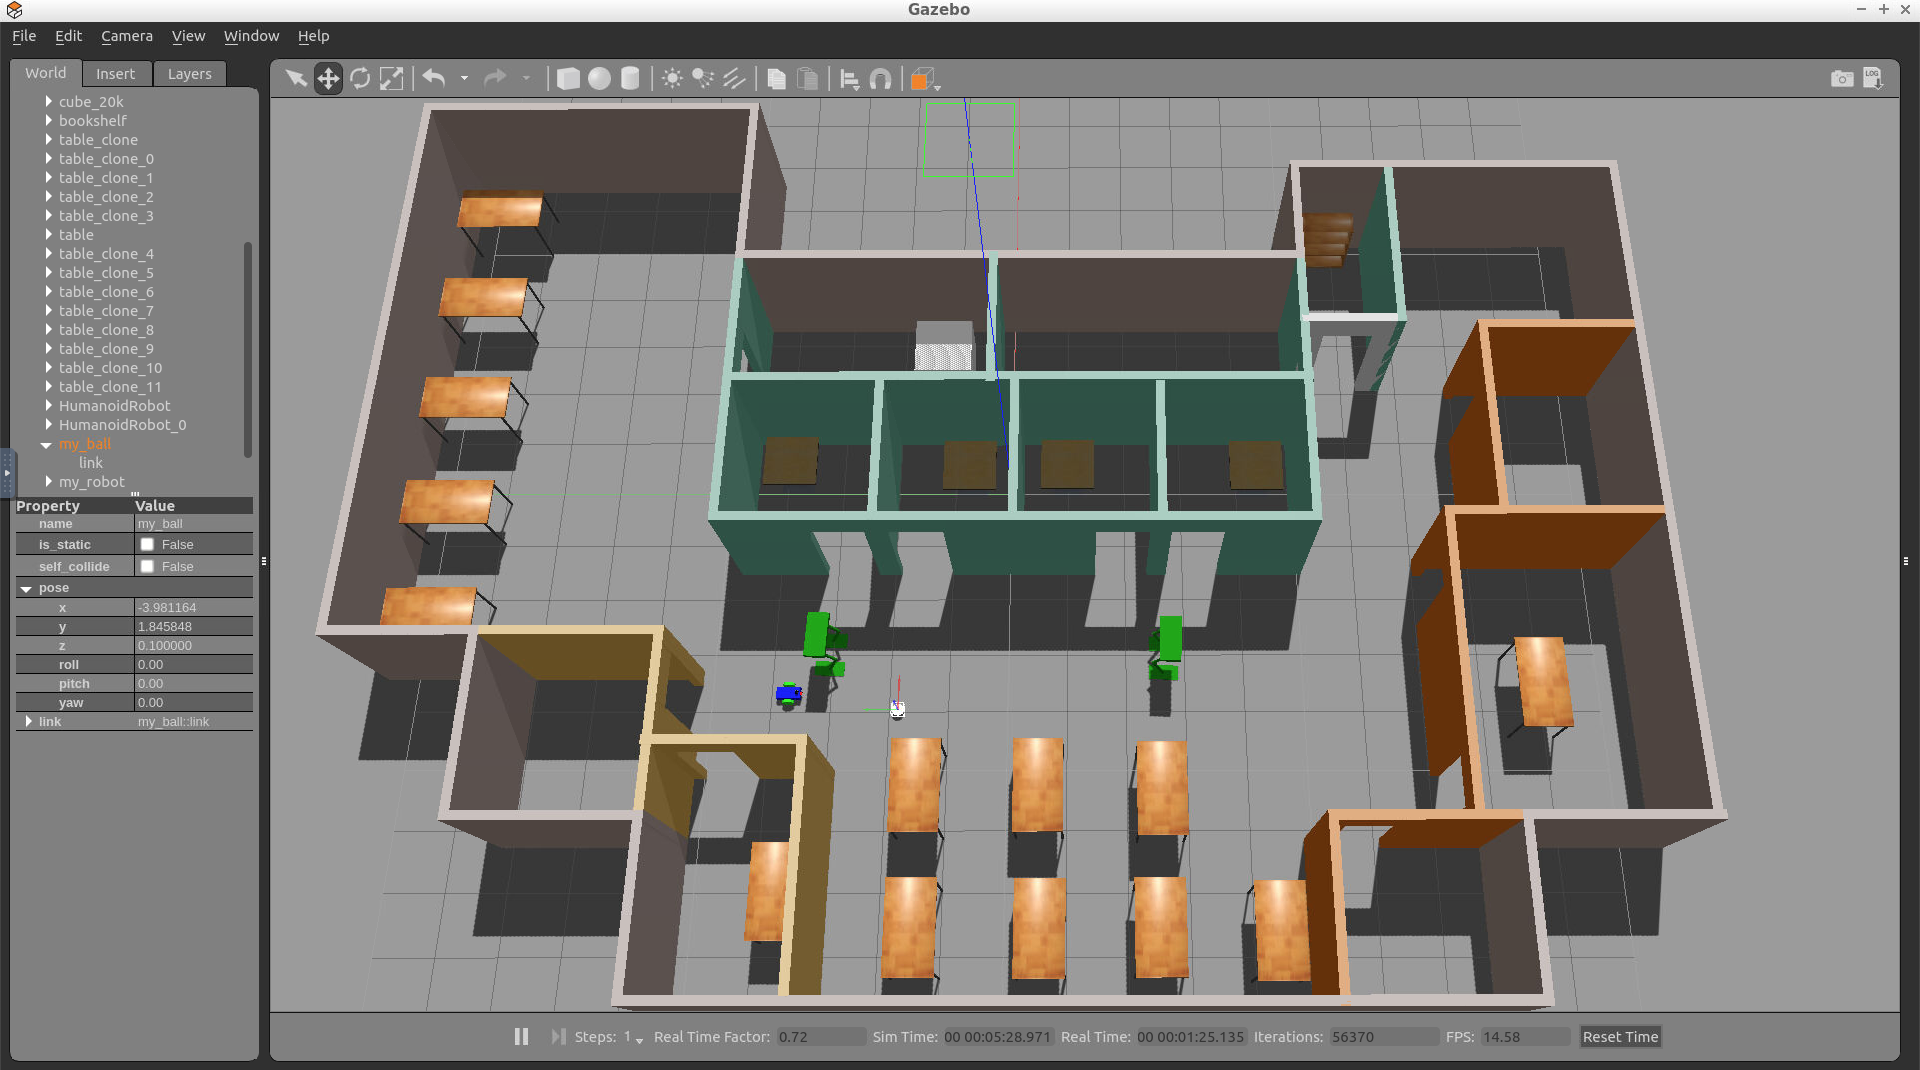 Gazebo
File Edit Camera View Window Help
World Insert Layers
LOG
cube_20k
bookshelf
table_clone
table_clone_0
table_clone_1
table_clone_2
table_clone_3
table
table_clone_4
table_clone_5
table_clone_6
table_clone_7
table_clone_8
table_clone_9
table_clone_10
table_clone_11
HumanoidRobot
HumanoidRobot_0
my_ball
link
my_robot
Property Value
name my_ball
is_static False
self_collide False
pose
x -3.981164
y 1.845848
z 0.100000
roll 0.00
pitch 0.00
yaw 0.00
link my_ball::link
Steps: 1 Real Time Factor: 0.72 Sim Time: 00 00:05:28.971 Real Time: 00 00:01:25.135 Iterations: 56370 FPS: 14.58 Reset Time